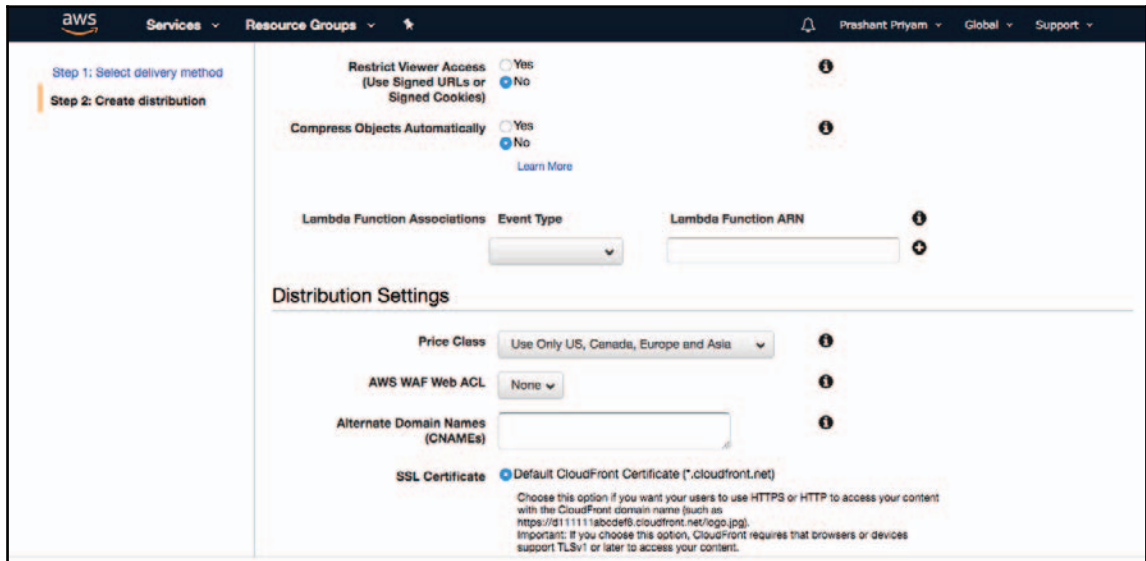 aws Services Resource Groups Prashant Priyam Global Support
Step 1: Select delivery method
Step 2: Create distribution
Restrict Viewer Access
(Use Signed URLs or
Signed Cookies)
Yes
No
Compress Objects Automatically
Yes
No
Learn More
Lambda Function Associations Event Type Lambda Function ARN
Distribution Settings
Price Class Use Only US, Canada, Europe and Asia
AWS WAF Web ACL None
Alternate Domain Names
(CNAMEs)
SSL Certificate Default CloudFront Certificate (*.cloudfront.net)
Choose this option if you want your users to use HTTPS or HTTP to access your content
with the CloudFront domain name (such as
https://d111111abcdef8.cloudfront.net/logo.jpg).
Important: If you choose this option, CloudFront requires that browsers or devices
support TLSv1 or later to access your content.